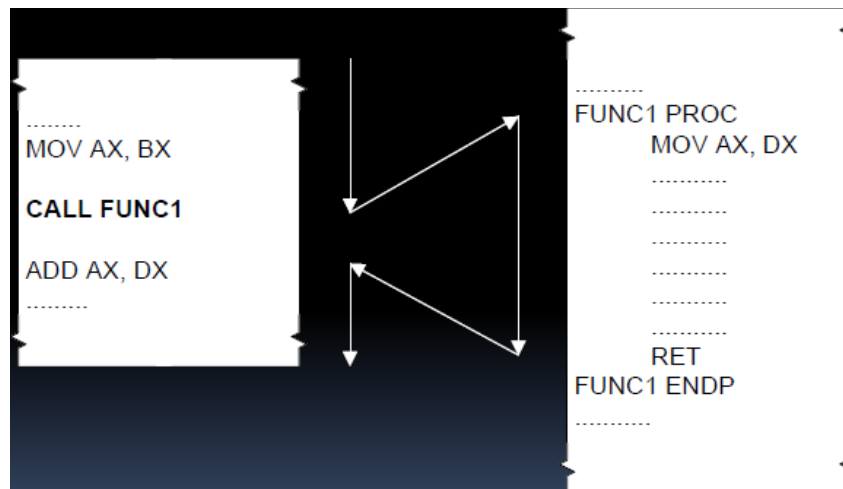 .........
MOV AX, BX
CALL FUNC1
ADD AX, DX
..........
...........
FUNC1 PROC
MOV AX, DX
............
............
............
............
............
............
RET
FUNC1 ENDP
............